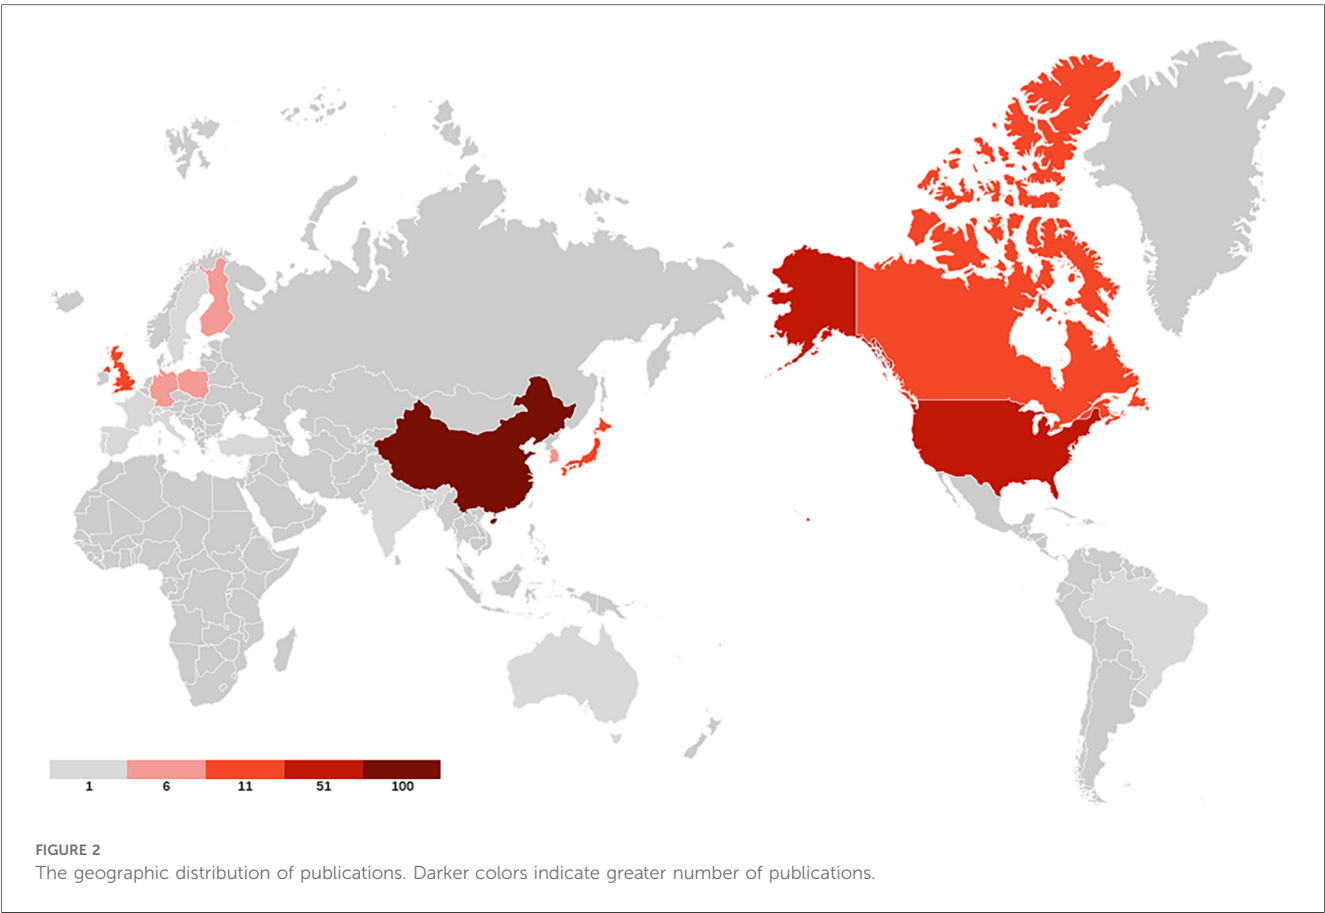 1 6 11 51 100
FIGURE 2
The geographic distribution of publications. Darker colors indicate greater number of publications.